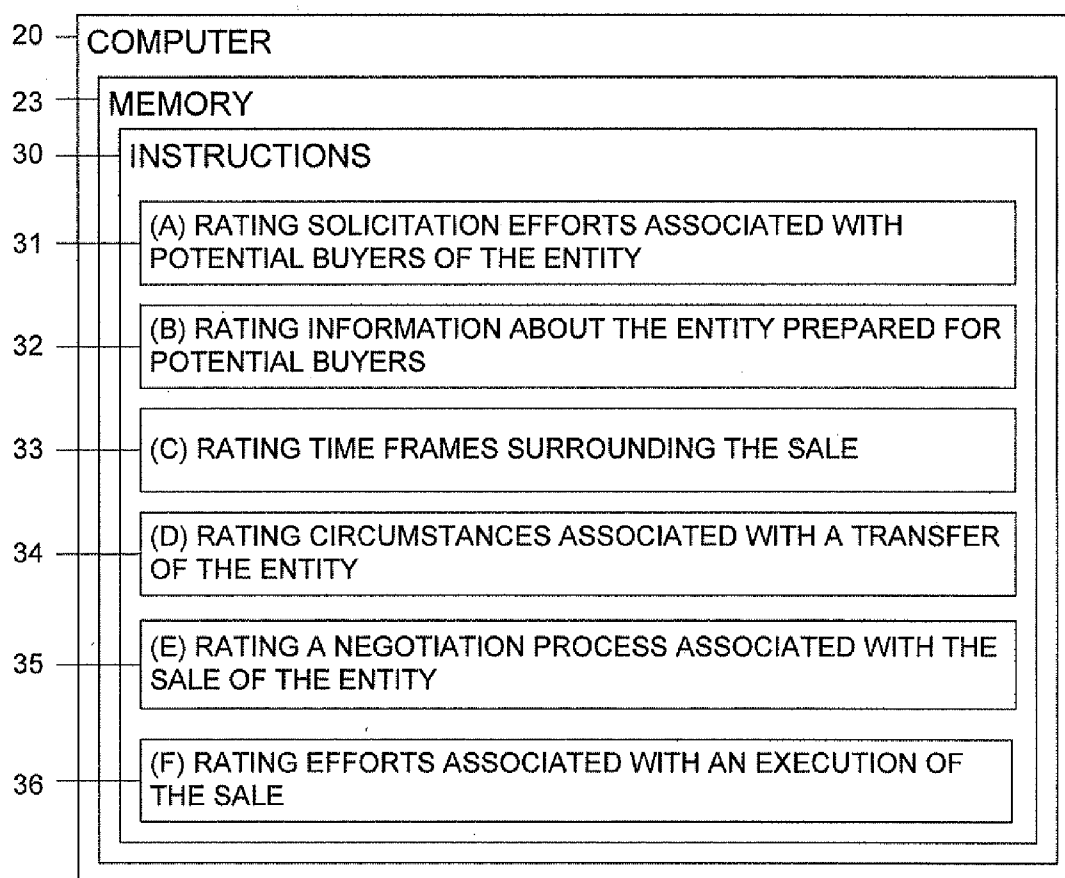 20 COMPUTER
23 MEMORY
30 INSTRUCTIONS
31 (A) RATING SOLICITATION EFFORTS ASSOCIATED WITH
POTENTIAL BUYERS OF THE ENTITY
32 (B) RATING INFORMATION ABOUT THE ENTITY PREPARED FOR
POTENTIAL BUYERS
33 (C) RATING TIME FRAMES SURROUNDING THE SALE
34 (D) RATING CIRCUMSTANCES ASSOCIATED WITH A TRANSFER
OF THE ENTITY
35 (E) RATING A NEGOTIATION PROCESS ASSOCIATED WITH THE
SALE OF THE ENTITY
36 (F) RATING EFFORTS ASSOCIATED WITH AN EXECUTION OF
THE SALE